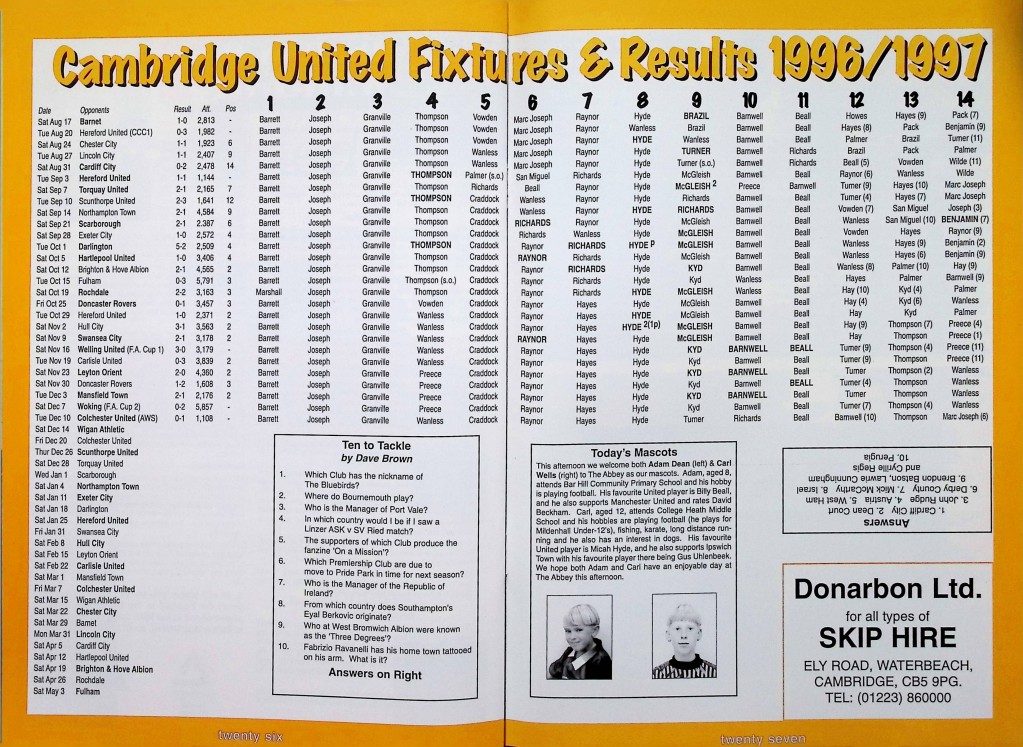 Cambridge United Fixtures & Results 1996/1997
Date Opponents Result Att. Pos 1 2 3 4 5 6 7 8 9 10 11 12 13 14
Sat Aug 17 Barnet 1-0 2,813 - Barrett Joseph Granville Thompson Vowden Marc Joseph Raynor Hyde BRAZIL Barnwell Beall Howes Hayes (9) Pack (7)
Tue Aug 20 Hereford United (CCC1) 0-3 1,982 - Barrett Joseph Granville Thompson Vowden Marc Joseph Raynor Wanless Brazil Barnwell Beall Hayes (8) Pack Benjamin (9)
Sat Aug 24 Chester City 1-1 1,923 6 Barrett Joseph Granville Thompson Vowden Marc Joseph Raynor HYDE Wanless Barnwell Beall Palmer Brazil Turner (11)
Tue Aug 27 Lincoln City 1-1 2,407 9 Barrett Joseph Granville Thompson Wanless Marc Joseph Raynor Hyde TURNER Barnwell Richards Brazil Pack Palmer
Sat Aug 31 Cardiff City 0-2 2,478 14 Barrett Joseph Granville Thompson Wanless Marc Joseph Raynor Hyde Turner (s.o.) Barnwell Richards Beall (5) Vowden Wilde (11)
Tue Sep 3 Hereford United 1-1 1,144 - Barrett Joseph Granville THOMPSON Palmer (s.o.) San Miguel Richards Hyde McGleish Barnwell Beall Raynor (6) Wanless Wilde
Sat Sep 7 Torquay United 2-1 2,165 7 Barrett Joseph Granville Thompson Richards Beall Raynor Hyde McGLEISH 2 Preece Barnwell Turner (9) Hayes (10) Marc Joseph
Tue Sep 10 Scunthorpe United 2-3 1,641 12 Barrett Joseph Granville THOMPSON Craddock Wanless Raynor Hyde McGleish Barnwell Beall Turner (4) Hayes (7) Marc Joseph
Sat Sep 14 Northampton Town 2-1 4,584 9 Barrett Joseph Granville Thompson Craddock Wanless Raynor HYDE RICHARDS Barnwell Beall Vowden (7) San Miguel Joseph (3)
Sat Sep 21 Scarborough 2-1 2,387 6 Barrett Joseph Granville Thompson Craddock RICHARDS Raynor Hyde McGleish Barnwell Beall Wanless San Miguel (10) BENJAMIN (7)
Sat Sep 28 Exeter City 1-0 2,572 4 Barrett Joseph Granville Thompson Craddock Richards Wanless Hyde McGLEISH Barnwell Beall Vowden Hayes Raynor (9)
Tue Oct 1 Darlington 5-2 2,509 4 Barrett Joseph Granville THOMPSON Craddock Raynor RICHARDS HYDE P McGLEISH Barnwell Beall Wanless Hayes (9) Benjamin (2)
Sat Oct 5 Hartlepool United 1-0 3,406 4 Barrett Joseph Granville Thompson Craddock RAYNOR Richards Hyde McGleish Barnwell Beall Wanless Hayes (6) Benjamin (9)
Sat Oct 12 Brighton & Hove Albion 2-1 4,565 2 Barrett Joseph Granville Thompson Craddock Raynor RICHARDS Hyde KYD Barnwell Beall Wanless (8) Palmer (10) Hay (9)
Tue Oct 15 Fulham 0-3 5,791 3 Barrett Joseph Granville Thompson (s.o.) Craddock Raynor Richards Hyde Kyd Wanless Beall Hayes Palmer Barnwell (9)
Sat Oct 19 Rochdale 2-2 3,163 3 Marshall Joseph Granville Thompson Craddock Raynor Richards HYDE McGLEISH Wanless Beall Hay (10) Kyd (4) Palmer
Fri Oct 25 Doncaster Rovers 0-1 3,457 3 Barrett Joseph Granville Vowden Craddock Raynor Hayes Hyde McGleish Barnwell Beall Hay (4) Kyd (6) Wanless
Tue Oct 29 Hereford United 1-0 2,371 2 Barrett Joseph Granville Wanless Craddock Raynor Hayes HYDE McGleish Barnwell Beall Hay Kyd Palmer
Sat Nov 2 Hull City 3-1 3,563 2 Barrett Joseph Granville Wanless Craddock Raynor Hayes HYDE 2(1p) McGLEISH Barnwell Beall Hay (9) Thompson (7) Preece (4)
Sat Nov 9 Swansea City 2-1 3,178 2 Barrett Joseph Granville Wanless Craddock RAYNOR Hayes Hyde McGLEISH Barnwell Beall Hay Thompson Preece (1)
Sat Nov 16 Welling United (F.A. Cup 1) 3-0 3,179 - Barrett Joseph Granville Wanless Craddock Raynor Hayes Hyde KYD BARNWELL BEALL Turner (9) Thompson (4) Preece (11)
Tue Nov 19 Carlisle United 0-3 3,839 2 Barrett Joseph Granville Wanless Craddock Raynor Hayes Hyde Kyd Barnwell Beall Turner (9) Thompson Preece (11)
Sat Nov 23 Leyton Orient 2-0 4,360 2 Barrett Joseph Granville Preece Craddock Raynor Hayes Hyde KYD BARNWELL Beall Turner Thompson (2) Wanless
Sat Nov 30 Doncaster Rovers 1-2 1,608 3 Barrett Joseph Granville Preece Craddock Raynor Hayes Hyde Kyd Barnwell BEALL Turner (4) Thompson Wanless
Tue Dec 3 Mansfield Town 2-1 2,176 2 Barrett Joseph Granville Preece Craddock Raynor Hayes Hyde KYD BARNWELL Beall Turner Thompson Wanless
Sat Dec 7 Woking (F.A. Cup 2) 0-2 5,857 - Barrett Joseph Granville Preece Craddock Raynor Hayes Hyde Kyd Barnwell Beall Turner (7) Thompson (4) Wanless
Tue Dec 10 Colchester United (AWS) 0-1 1,108 - Barrett Joseph Granville Wanless Craddock Raynor Hayes Hyde Turner Richards Beall Barnwell (10) Thompson Marc Joseph (6)
Sat Dec 14 Wigan Athletic
Fri Dec 20 Colchester United
Thur Dec 26 Scunthorpe United
Sat Dec 28 Torquay United
Wed Jan 1 Scarborough
Sat Jan 4 Northampton Town
Sat Jan 11 Exeter City
Sat Jan 18 Darlington
Sat Jan 25 Hereford United
Fri Jan 31 Swansea City
Sat Feb 8 Hull City
Sat Feb 15 Leyton Orient
Sat Feb 22 Carlisle United
Sat Mar 1 Mansfield Town
Fri Mar 7 Colchester United
Sat Mar 15 Wigan Athletic
Sat Mar 22 Chester City
Sat Mar 29 Barnet
Mon Mar 31 Lincoln City
Sat Apr 5 Cardiff City
Sat Apr 12 Hartlepool United
Sat Apr 19 Brighton & Hove Albion
Sat Apr 26 Rochdale
Sat May 3 Fulham
Ten to Tackle
by Dave Brown
1. Which Club has the nickname of
The Bluebirds?
2. Where do Bournemouth play?
3. Who is the Manager of Port Vale?
4. In which country would I be if I saw a
Linzer ASK v SV Ried match?
5. The supporters of which Club produce the
fanzine 'On a Mission'?
6. Which Premiership Club are due to
move to Pride Park in time for next season?
7. Who is the Manager of the Republic of
Ireland?
8. From which country does Southampton's
Eyal Berkovic originate?
9. Who at West Bromwich Albion were known
as the 'Three Degrees'?
10. Fabrizio Ravanelli has his home town tattooed
on his arm. What is it?
Answers on Right
Today's Mascots
This afternoon we welcome both Adam Dean (left) & Carl
Wells (right) to The Abbey as our mascots. Adam, aged 8,
attends Bar Hill Community Primary School and his hobby
is playing football. His favourite United player is Billy Beall,
and he also supports Manchester United and rates David
Beckham. Carl, aged 12, attends College Heath Middle
School and his hobbies are playing football (he plays for
Mildenhall Under-12's), fishing, karate, long distance run-
ning and he also has an interest in dogs. His favourite
United player is Micah Hyde, and he also supports Ipswich
Town with his favourite player there being Gus Uhlenbeek.
We hope both Adam and Carl have an enjoyable day at
The Abbey this afternoon.
Answers
1. Cardiff City 2. Dean Court
3. John Rudge 4. Austria 5. West Ham
6. Derby County 7. Mick McCarthy 8. Israel
9. Brendon Batson, Laurie Cunningham
and Cyrille Regis
10. Perugia
Donarbon Ltd.
for all types of
SKIP HIRE
ELY ROAD, WATERBEACH,
CAMBRIDGE, CB5 9PG.
TEL: (01223) 860000
twenty six
twenty seven